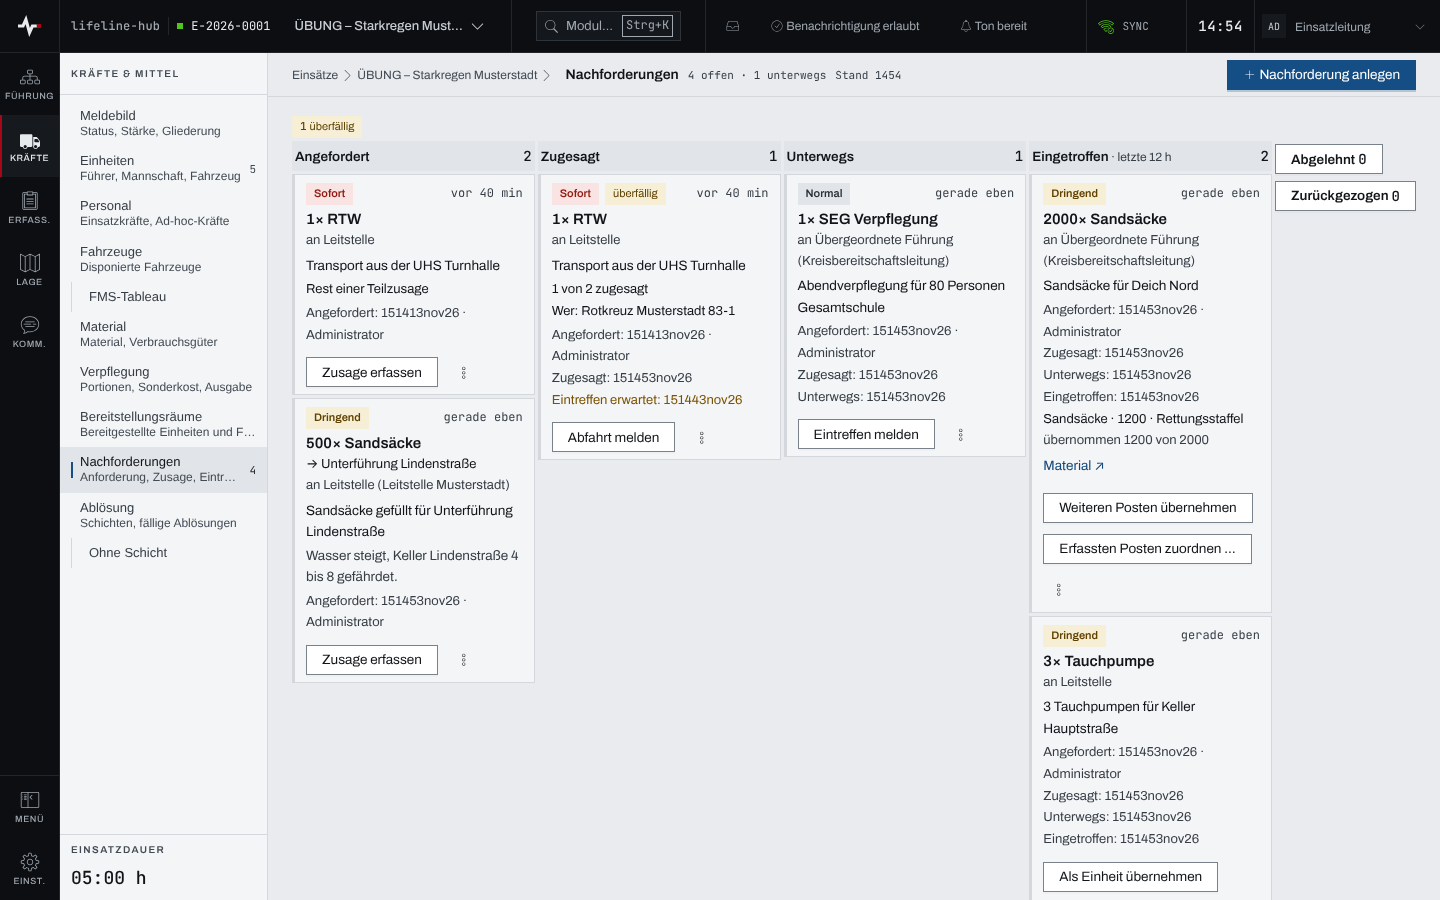 lifeline-hub
E-2026-0001
ÜBUNG – Starkregen Must...
Modul...
Strg+K
Benachrichtigung erlaubt
Ton bereit
SYNC
14:54
AD
Einsatzleitung
FÜHRUNG
KRÄFTE
ERFASS.
LAGE
KOMM.
MENÜ
EINST.
KRÄFTE & MITTEL
Meldebild
Status, Stärke, Gliederung
Einheiten
Führer, Mannschaft, Fahrzeug
5
Personal
Einsatzkräfte, Ad-hoc-Kräfte
Fahrzeuge
Disponierte Fahrzeuge
FMS-Tableau
Material
Material, Verbrauchsgüter
Verpflegung
Portionen, Sonderkost, Ausgabe
Bereitstellungsräume
Bereitgestellte Einheiten und F...
Nachforderungen
Anforderung, Zusage, Eintr...
4
Ablösung
Schichten, fällige Ablösungen
Ohne Schicht
EINSATZDAUER
05:00 h
Einsätze
ÜBUNG – Starkregen Musterstadt
Nachforderungen
4 offen · 1 unterwegs Stand 1454
+ Nachforderung anlegen
1 überfällig
Angefordert 2
Sofort
vor 40 min
1× RTW
an Leitstelle
Transport aus der UHS Turnhalle
Rest einer Teilzusage
Angefordert: 151413nov26 ·
Administrator
Zusage erfassen
Dringend
gerade eben
500× Sandsäcke
→ Unterführung Lindenstraße
an Leitstelle (Leitstelle Musterstadt)
Sandsäcke gefüllt für Unterführung
Lindenstraße
Wasser steigt, Keller Lindenstraße 4
bis 8 gefährdet.
Angefordert: 151453nov26 ·
Administrator
Zusage erfassen
Zugesagt 1
Sofort
überfällig
vor 40 min
1× RTW
an Leitstelle
Transport aus der UHS Turnhalle
1 von 2 zugesagt
Wer: Rotkreuz Musterstadt 83-1
Angefordert: 151413nov26 ·
Administrator
Zugesagt: 151453nov26
Eintreffen erwartet: 151443nov26
Abfahrt melden
Unterwegs 1
Normal
gerade eben
1× SEG Verpflegung
an Übergeordnete Führung
(Kreisbereitschaftsleitung)
Abendverpflegung für 80 Personen
Gesamtschule
Angefordert: 151453nov26 ·
Administrator
Zugesagt: 151453nov26
Unterwegs: 151453nov26
Eintreffen melden
Eingetroffen · letzte 12 h 2
Dringend
gerade eben
2000× Sandsäcke
an Übergeordnete Führung
(Kreisbereitschaftsleitung)
Sandsäcke für Deich Nord
Angefordert: 151453nov26 ·
Administrator
Zugesagt: 151453nov26
Unterwegs: 151453nov26
Eingetroffen: 151453nov26
Sandsäcke · 1200 · Rettungsstaffel
übernommen 1200 von 2000
Material ↗
Weiteren Posten übernehmen
Erfassten Posten zuordnen ...
Dringend
gerade eben
3× Tauchpumpe
an Leitstelle
3 Tauchpumpen für Keller
Hauptstraße
Angefordert: 151453nov26 ·
Administrator
Zugesagt: 151453nov26
Unterwegs: 151453nov26
Eingetroffen: 151453nov26
Als Einheit übernehmen
Abgelehnt 0
Zurückgezogen 0